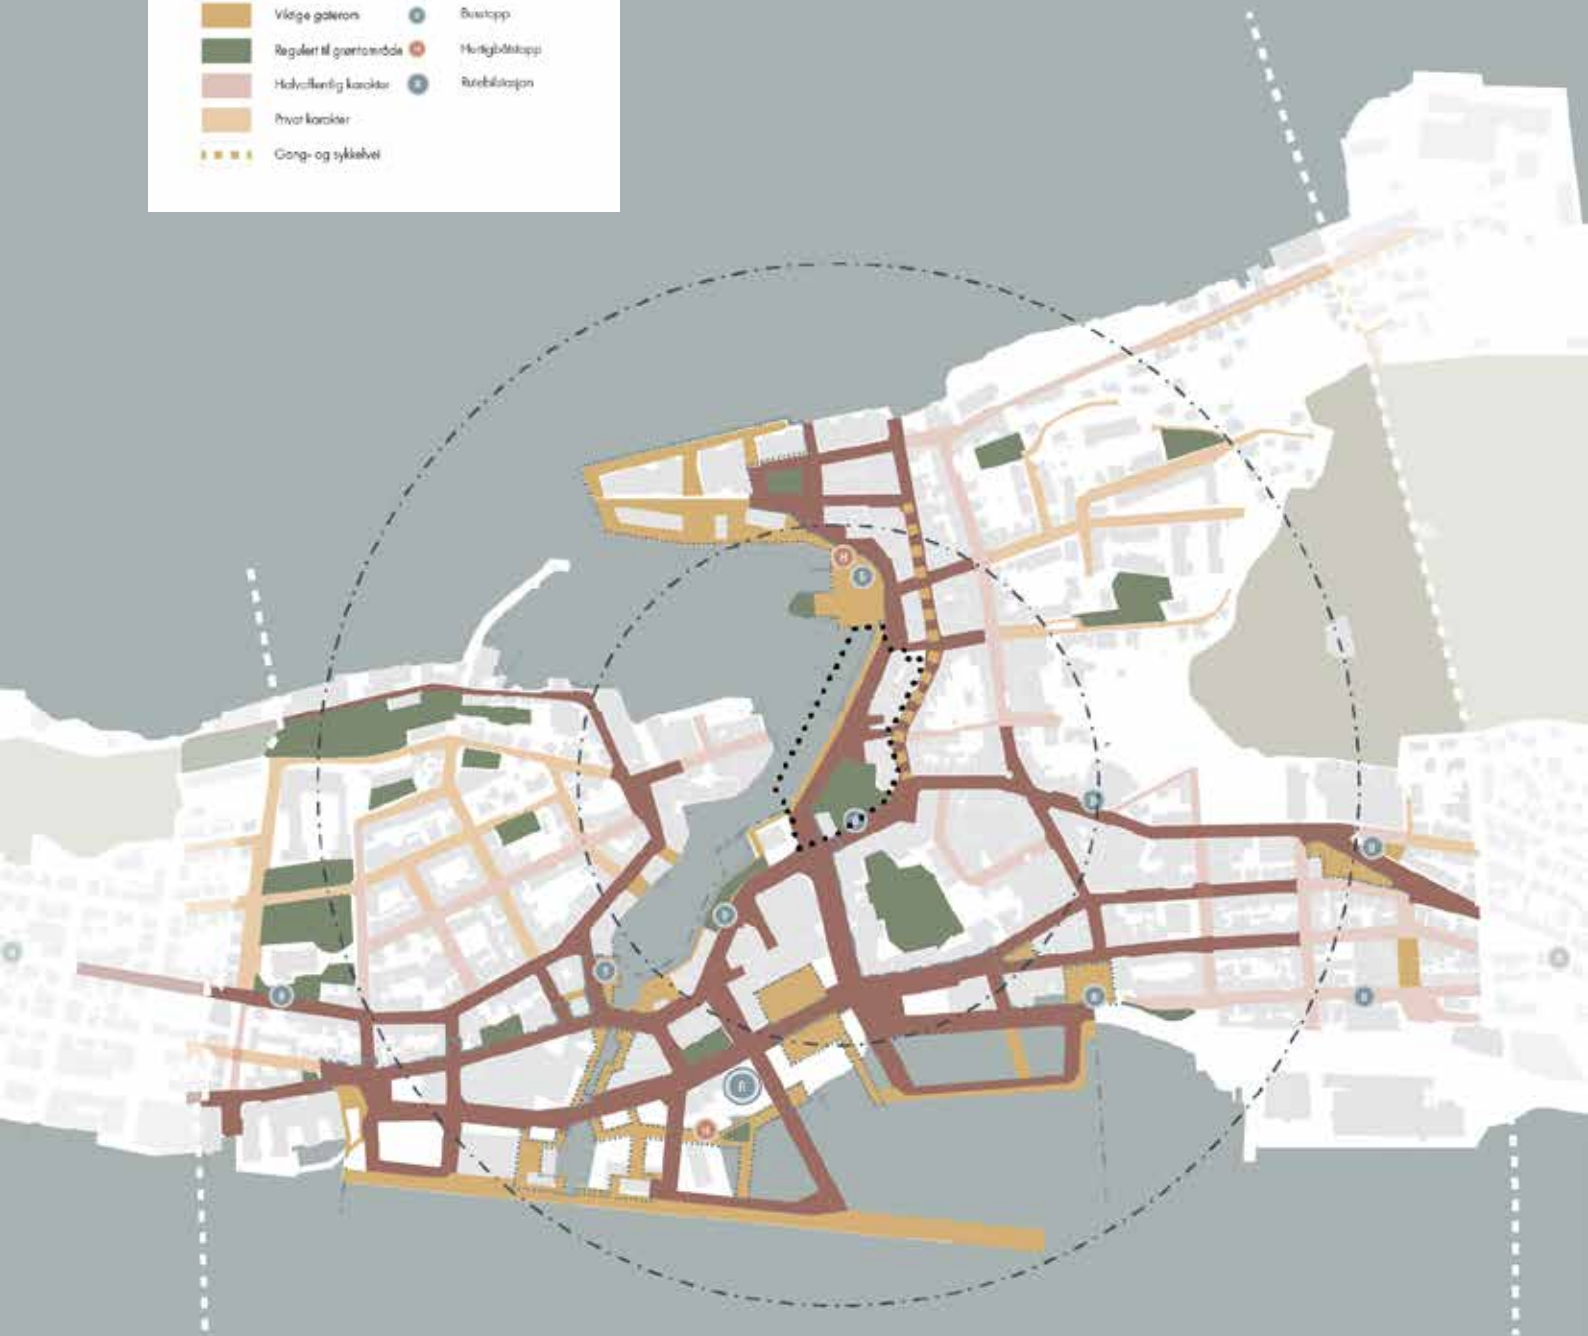 Viktige gaterom
Busstopp
Regulert til grøntområde
H
Hurtigbåtstopp
Halvoffentlig karakter
Rutebilstasjon
Privat karakter
Gang- og sykkelvei
H
B
B
B
B
B
R
H